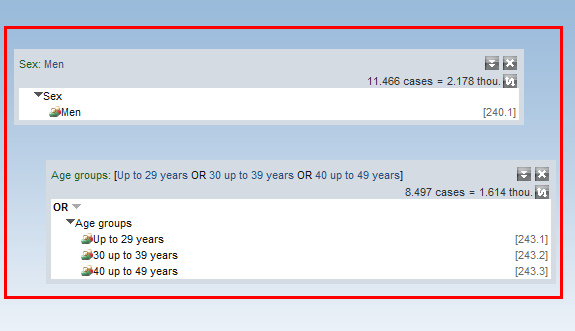 Sex: Men
11.466 cases = 2.178 thou.
Sex
Men [240.1]
Age groups: [Up to 29 years OR 30 up to 39 years OR 40 up to 49 years]
8.497 cases = 1.614 thou.
OR
Age groups
Up to 29 years [243.1]
30 up to 39 years [243.2]
40 up to 49 years [243.3]